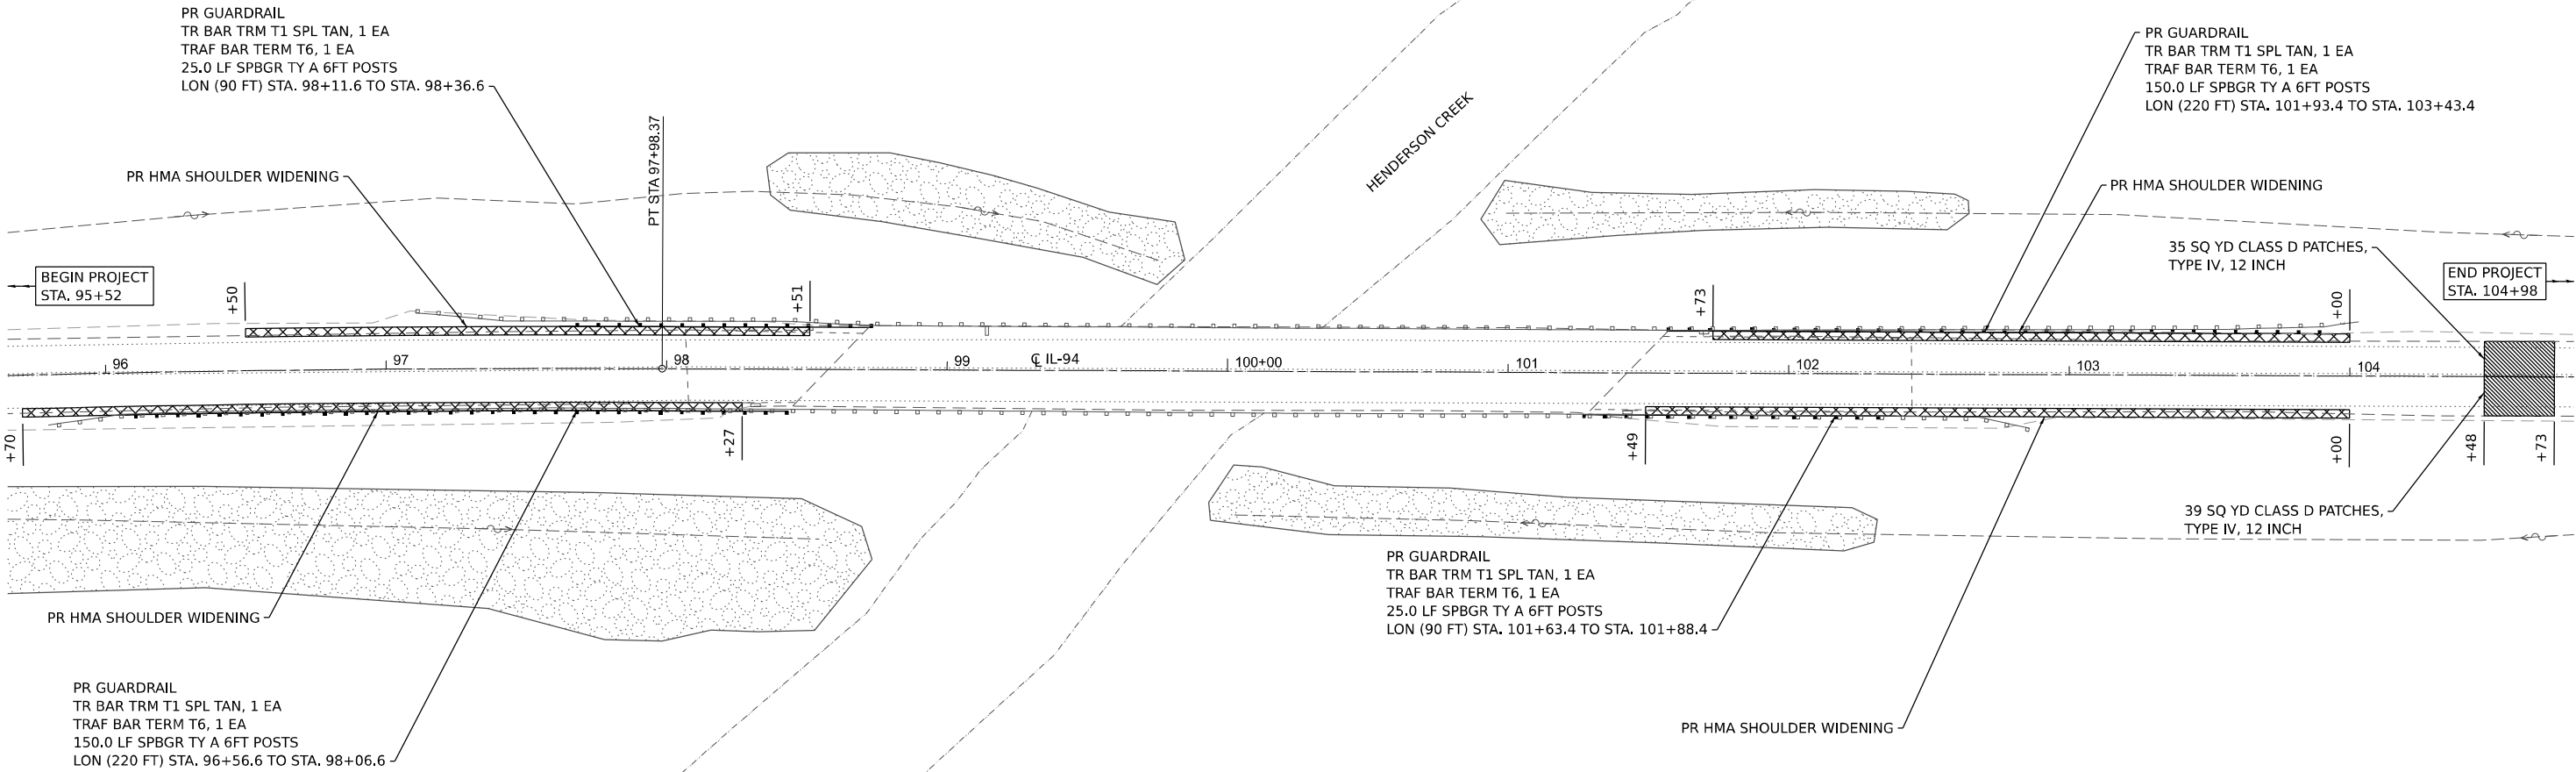 PR GUARDRAIL
TR BAR TRM T1 SPL TAN, 1 EA
TRAF BAR TERM T6, 1 EA
25.0 LF SPBGR TY A 6FT POSTS
LON (90 FT) STA. 98+11.6 TO STA. 98+36.6
PR GUARDRAIL
TR BAR TRM T1 SPL TAN, 1 EA
TRAF BAR TERM T6, 1 EA
150.0 LF SPBGR TY A 6FT POSTS
LON (220 FT) STA. 101+93.4 TO STA. 103+43.4
PT STA 97+98.37
HENDERSON CREEK
PR HMA SHOULDER WIDENING
PR HMA SHOULDER WIDENING
35 SQ YD CLASS D PATCHES,
TYPE IV, 12 INCH
BEGIN PROJECT
STA. 95+52
END PROJECT
STA. 104+98
+50
+51
+73
+00
96
97
98
99
℄ IL-94
100+00
101
102
103
104
+70
+27
+49
+00
+48
+73
39 SQ YD CLASS D PATCHES,
TYPE IV, 12 INCH
PR GUARDRAIL
TR BAR TRM T1 SPL TAN, 1 EA
TRAF BAR TERM T6, 1 EA
25.0 LF SPBGR TY A 6FT POSTS
LON (90 FT) STA. 101+63.4 TO STA. 101+88.4
PR HMA SHOULDER WIDENING
PR GUARDRAIL
TR BAR TRM T1 SPL TAN, 1 EA
TRAF BAR TERM T6, 1 EA
150.0 LF SPBGR TY A 6FT POSTS
LON (220 FT) STA. 96+56.6 TO STA. 98+06.6
PR HMA SHOULDER WIDENING